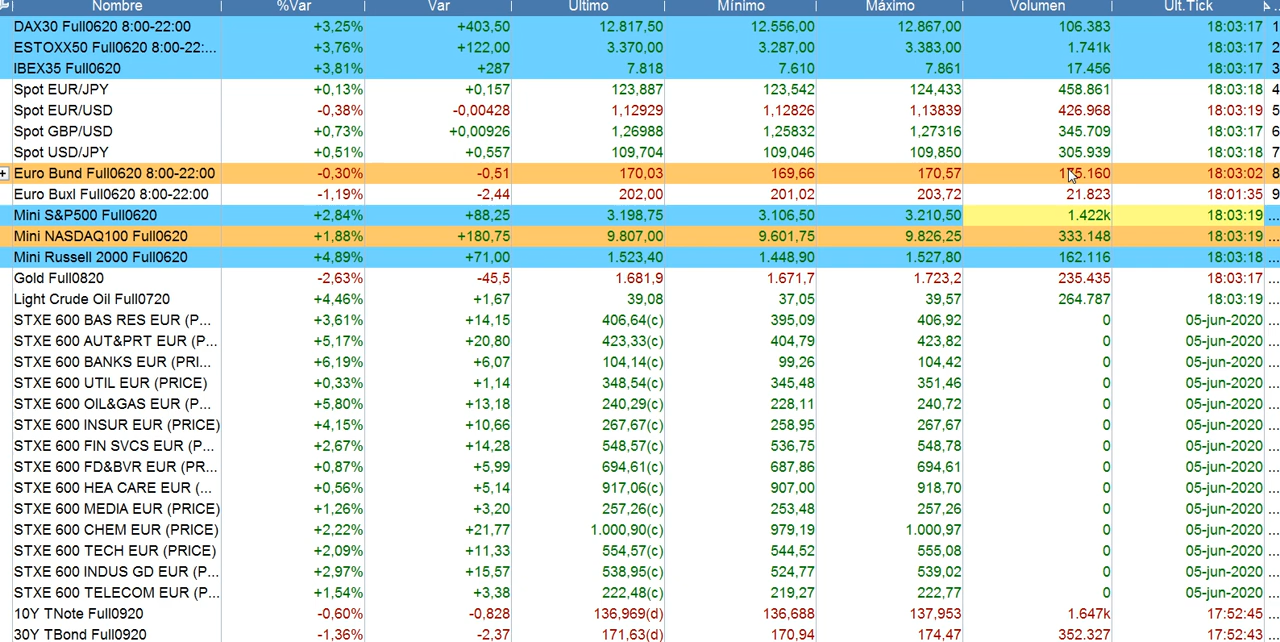 Nombre %Var Var Último Mínimo Máximo Volumen Últ.Tick
DAX30 Full0620 8:00-22:00 +3,25% +403,50 12.817,50 12.556,00 12.867,00 106.383 18:03:17 1
ESTOXX50 Full0620 8:00-22:... +3,76% +122,00 3.370,00 3.287,00 3.383,00 1.741k 18:03:17 2
IBEX35 Full0620 +3,81% +287 7.818 7.610 7.861 17.456 18:03:17 3
Spot EUR/JPY +0,13% +0,157 123,887 123,542 124,433 458.861 18:03:18 4
Spot EUR/USD -0,38% -0,00428 1,12929 1,12826 1,13839 426.968 18:03:19 5
Spot GBP/USD +0,73% +0,00926 1,26988 1,25832 1,27316 345.709 18:03:17 6
Spot USD/JPY +0,51% +0,557 109,704 109,046 109,850 305.939 18:03:18 7
Euro Bund Full0620 8:00-22:00 -0,30% -0,51 170,03 169,66 170,57 18:03:02 8
Euro Buxl Full0620 8:00-22:00 -1,19% -2,44 202,00 201,02 203,72 21.823 18:01:35 9
Mini S&P500 Full0620 +2,84% +88,25 3.198,75 3.106,50 3.210,50 1.422k 18:03:19 ...
Mini NASDAQ100 Full0620 +1,88% +180,75 9.807,00 9.601,75 9.826,25 333.148 18:03:19 ...
Mini Russell 2000 Full0620 +4,89% +71,00 1.523,40 1.448,90 1.527,80 162.116 18:03:18 ...
Gold Full0820 -2,63% -45,5 1.681,9 1.671,7 1.723,2 235.435 18:03:17 ...
Light Crude Oil Full0720 +4,46% +1,67 39,08 37,05 39,57 264.787 18:03:19 ...
STXE 600 BAS RES EUR (P... +3,61% +14,15 406,64(c) 395,09 406,92 0 05-jun-2020 ...
STXE 600 AUT&PRT EUR (P... +5,17% +20,80 423,33(c) 404,79 423,82 0 05-jun-2020 ...
STXE 600 BANKS EUR (PRI... +6,19% +6,07 104,14(c) 99,26 104,42 0 05-jun-2020 ...
STXE 600 UTIL EUR (PRICE) +0,33% +1,14 348,54(c) 345,48 351,46 0 05-jun-2020 ...
STXE 600 OIL&GAS EUR (P... +5,80% +13,18 240,29(c) 228,11 240,72 0 05-jun-2020 ...
STXE 600 INSUR EUR (PRICE) +4,15% +10,66 267,67(c) 258,95 267,67 0 05-jun-2020 ...
STXE 600 FIN SVCS EUR (P... +2,67% +14,28 548,57(c) 536,75 548,78 0 05-jun-2020 ...
STXE 600 FD&BVR EUR (PR... +0,87% +5,99 694,61(c) 687,86 694,61 0 05-jun-2020 ...
STXE 600 HEA CARE EUR (... +0,56% +5,14 917,06(c) 907,00 918,70 0 05-jun-2020 ...
STXE 600 MEDIA EUR (PRICE) +1,26% +3,20 257,26(c) 253,48 257,26 0 05-jun-2020 ...
STXE 600 CHEM EUR (PRICE) +2,22% +21,77 1.000,90(c) 979,19 1.000,97 0 05-jun-2020 ...
STXE 600 TECH EUR (PRICE) +2,09% +11,33 554,57(c) 544,52 555,08 0 05-jun-2020 ...
STXE 600 INDUS GD EUR (P... +2,97% +15,57 538,95(c) 524,77 539,02 0 05-jun-2020 ...
STXE 600 TELECOM EUR (P... +1,54% +3,38 222,48(c) 219,27 222,77 0 05-jun-2020 ...
10Y TNote Full0920 -0,60% -0,828 136,969(d) 136,688 137,953 1.647k 17:52:45 ...
30Y TBond Full0920 -1,36% -2,37 171,63(d) 170,94 174,47 352.327 17:52:43 ...